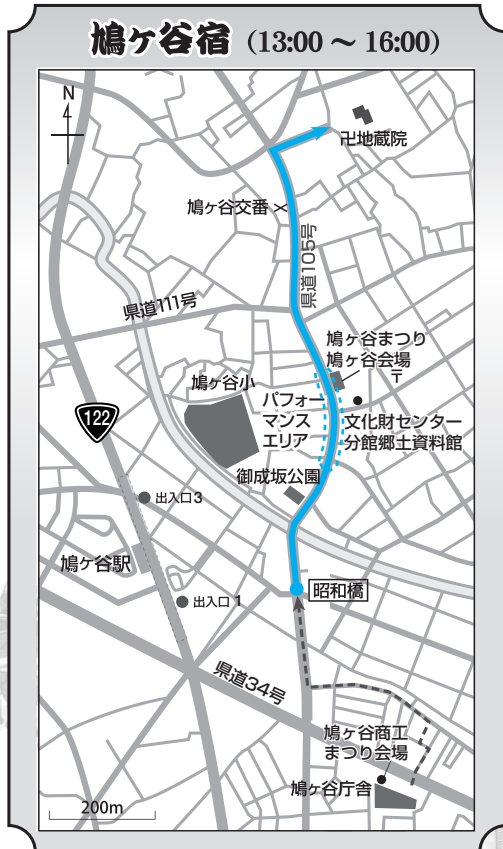 鳩ヶ谷宿 (13:00 ～ 16:00)
N
卍地蔵院
鳩ヶ谷交番
県道105号
県道111号
鳩ヶ谷まつり
鳩ヶ谷会場
〒
鳩ヶ谷小
パフォー
マンス
エリア
122
文化財センター
分館郷土資料館
御成坂公園
出入口3
鳩ヶ谷駅
出入口1
昭和橋
県道34号
鳩ヶ谷商工
まつり会場
鳩ヶ谷庁舎
200m